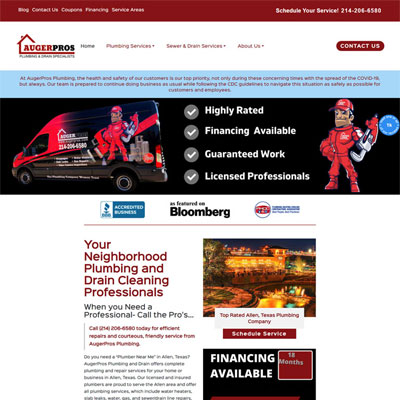 Blog Contact Us Coupons Financing Service Areas
Schedule Your Service! 214-206-6580
AUGERPROS
PLUMBING & DRAIN SPECIALISTS
Home Plumbing Services Sewer & Drain Services About Us
CONTACT US
At AugerPros Plumbing, the health and safety of our customers is our top priority, not only during these concerning times with the spread of the COVID-19,
but always. Our team is prepared to continue doing business as usual while following the CDC guidelines to navigate this situation as safely as possible for
customers and employees.
AUGER
214-206-6580
Highly Rated
Financing Available
Guaranteed Work
Licensed Professionals
BBB
ACCREDITED
BUSINESS
as featured on
Bloomberg
Your
Neighborhood
Plumbing and
Drain Cleaning
Professionals
When you Need a
Professional- Call the Pro's...
Call (214) 206-6580 today for efficient
repairs and courteous, friendly service from
AugerPros Plumbing.
Do you need a "Plumber Near Me" in Allen, Texas?
AugerPros Plumbing and Drain offers complete
plumbing and repair services for your home or
business in Allen, Texas. Our licensed and insured
plumbers are proud to serve the Allen area and offer
all plumbing services, which include water heaters,
slab leaks, water leaks, gas, and sewer/drain repairs.
Top Rated Allen, Texas Plumbing
Company
Schedule Service
FINANCING
AVAILABLE
18
Months